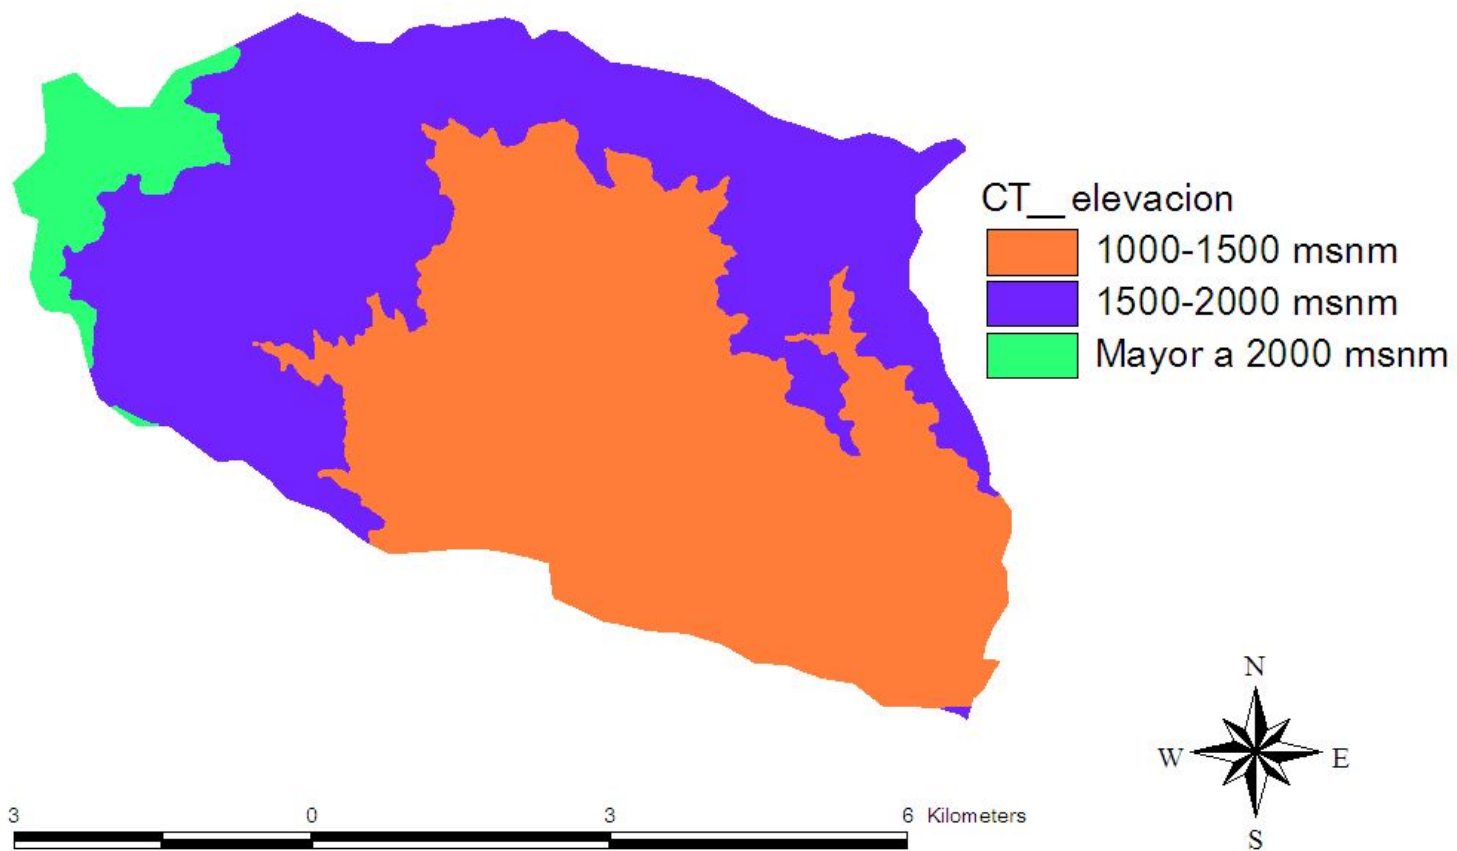 CT__elevacion
1000-1500 msnm
1500-2000 msnm
Mayor a 2000 msnm
N
W E
S
3 0 3 6 Kilometers